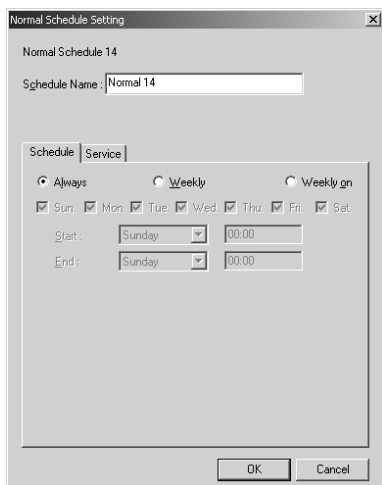 Normal Schedule Setting
Normal Schedule 14
Schedule Name : Normal 14
Schedule Service
Always Weekly Weekly on
Sun. Mon. Tue. Wed. Thu. Fri. Sat.
Start : Sunday 00:00
End : Sunday 00:00
OK Cancel